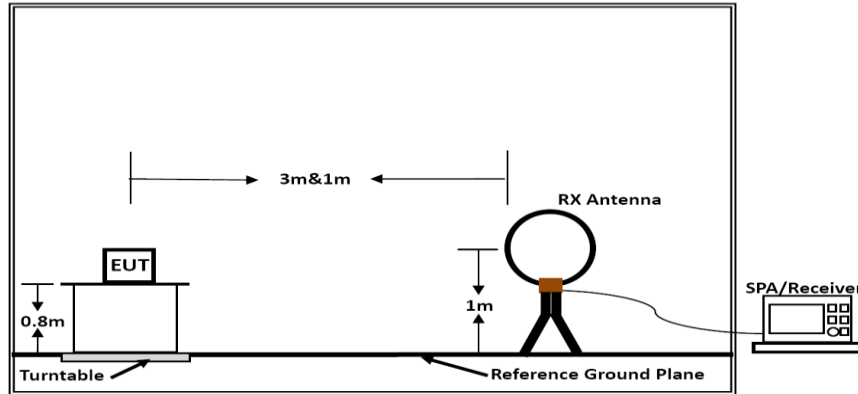 3m&1m
RX Antenna
EUT
SPA/Receiver
0.8m
1m
Turntable
Reference Ground Plane